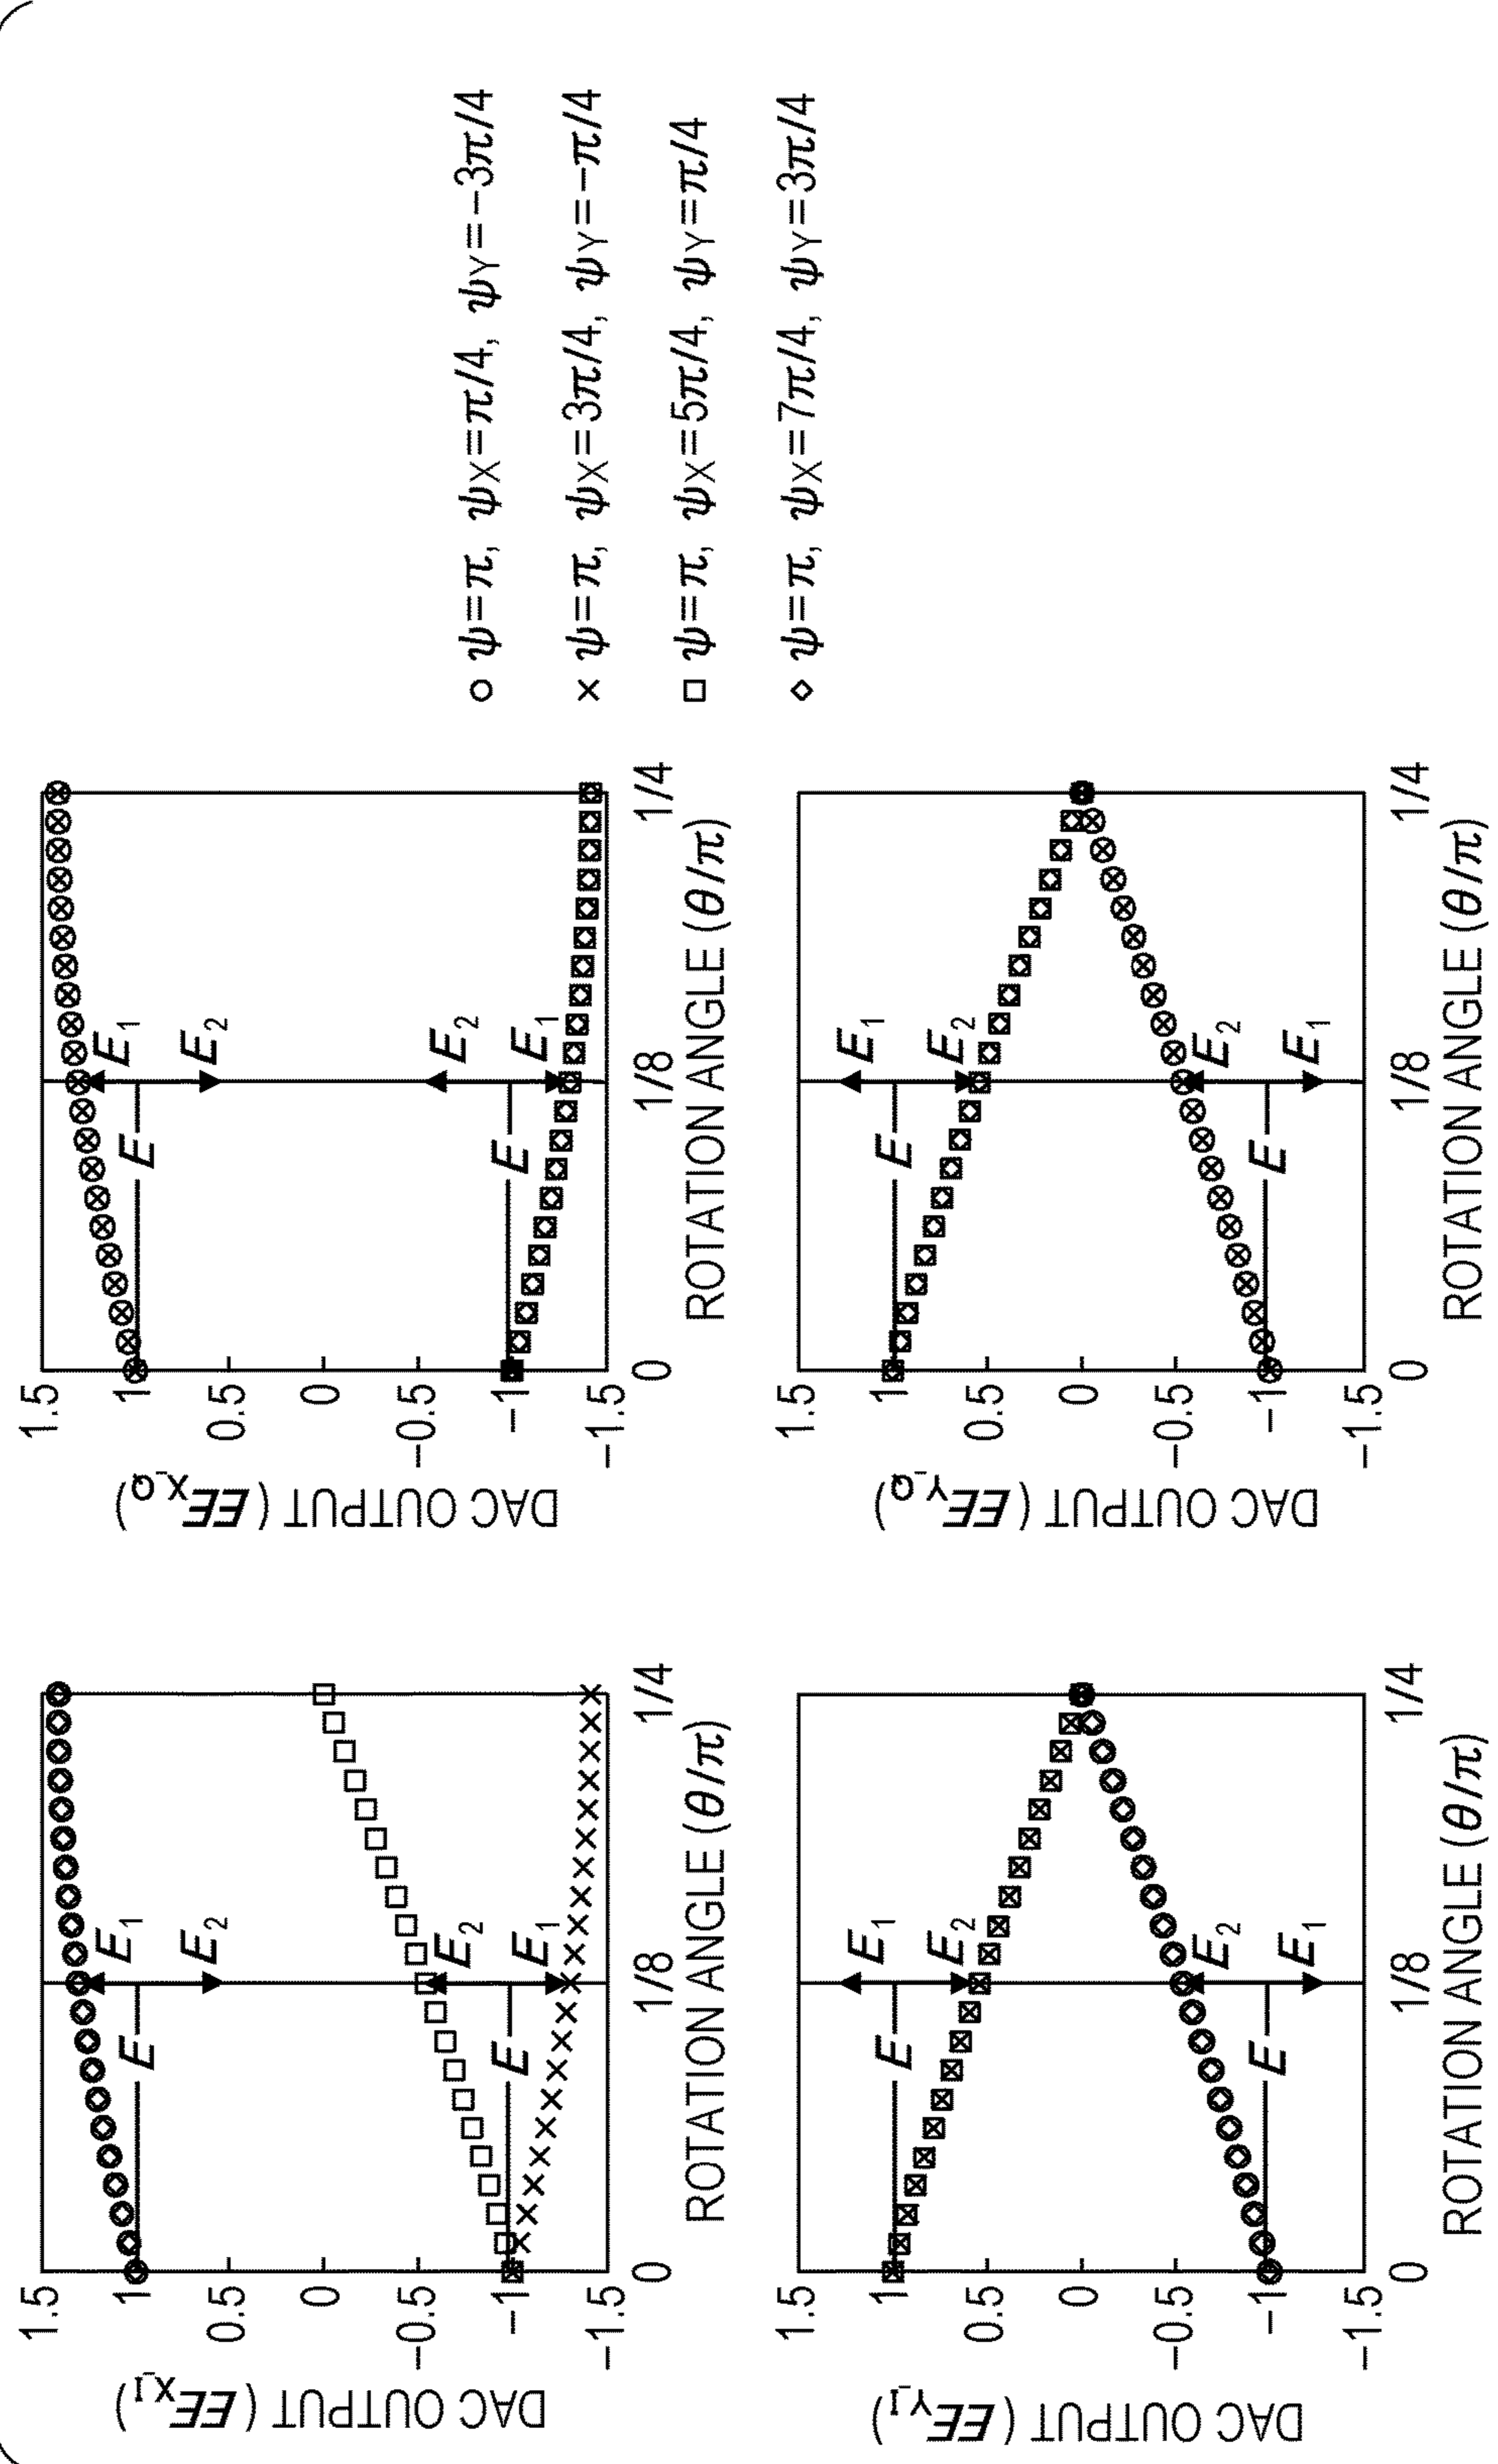 DAC OUTPUT (EE_X_I)
1.5
1
0.5
0
−0.5
−1
−1.5
E
E1
E2
E
E2
E1
0
1/8
1/4
ROTATION ANGLE (θ/π)
DAC OUTPUT (EE_X_Q)
1.5
1
0.5
0
−0.5
−1
−1.5
E
E1
E2
E
E2
E1
0
1/8
1/4
ROTATION ANGLE (θ/π)
ψ=π, ψX=π/4, ψY=−3π/4
ψ=π, ψX=3π/4, ψY=−π/4
ψ=π, ψX=5π/4, ψY=π/4
ψ=π, ψX=7π/4, ψY=3π/4
DAC OUTPUT (EE_Y_I)
1.5
1
0.5
0
−0.5
−1
−1.5
E
E1
E2
E
E2
E1
0
1/8
1/4
ROTATION ANGLE (θ/π)
DAC OUTPUT (EE_Y_Q)
1.5
1
0.5
0
−0.5
−1
−1.5
E
E1
E2
E
E2
E1
0
1/8
1/4
ROTATION ANGLE (θ/π)